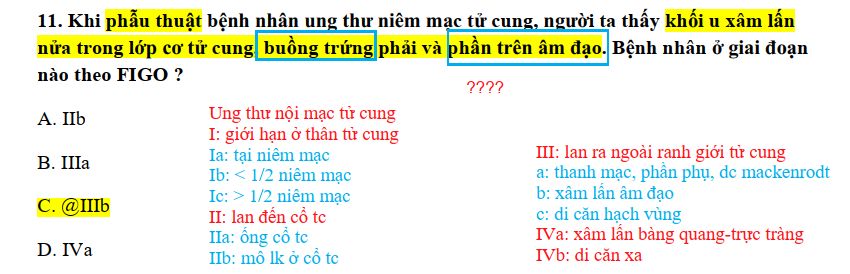 11. Khi phẫu thuật bệnh nhân ung thư niêm mạc tử cung, người ta thấy khối u xâm lấn
nửa trong lớp cơ tử cung, buồng trứng phải và phần trên âm đạo. Bệnh nhân ở giai đoạn
nào theo FIGO ?
????
A. IIb
B. IIIa
C. @IIIb
D. IVa
Ung thư nội mạc tử cung
I: giới hạn ở thân tử cung
Ia: tại niêm mạc
Ib: < 1/2 niêm mạc
Ic: > 1/2 niêm mạc
II: lan đến cổ tc
IIa: ống cổ tc
IIb: mô lk ở cổ tc
III: lan ra ngoài ranh giới tử cung
a: thanh mạc, phần phụ, dc mackenrodt
b: xâm lấn âm đạo
c: di căn hạch vùng
IVa: xâm lấn bàng quang-trực tràng
IVb: di căn xa